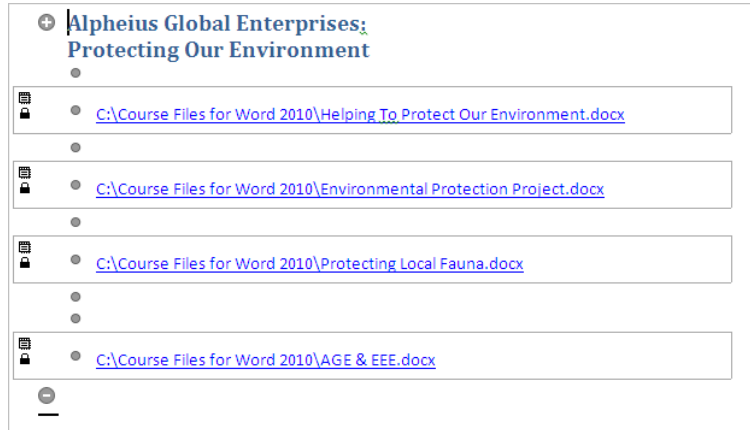 Alpheius Global Enterprises:
Protecting Our Environment
C:\Course Files for Word 2010\Helping To Protect Our Environment.docx
C:\Course Files for Word 2010\Environmental Protection Project.docx
C:\Course Files for Word 2010\Protecting Local Fauna.docx
C:\Course Files for Word 2010\AGE & EEE.docx